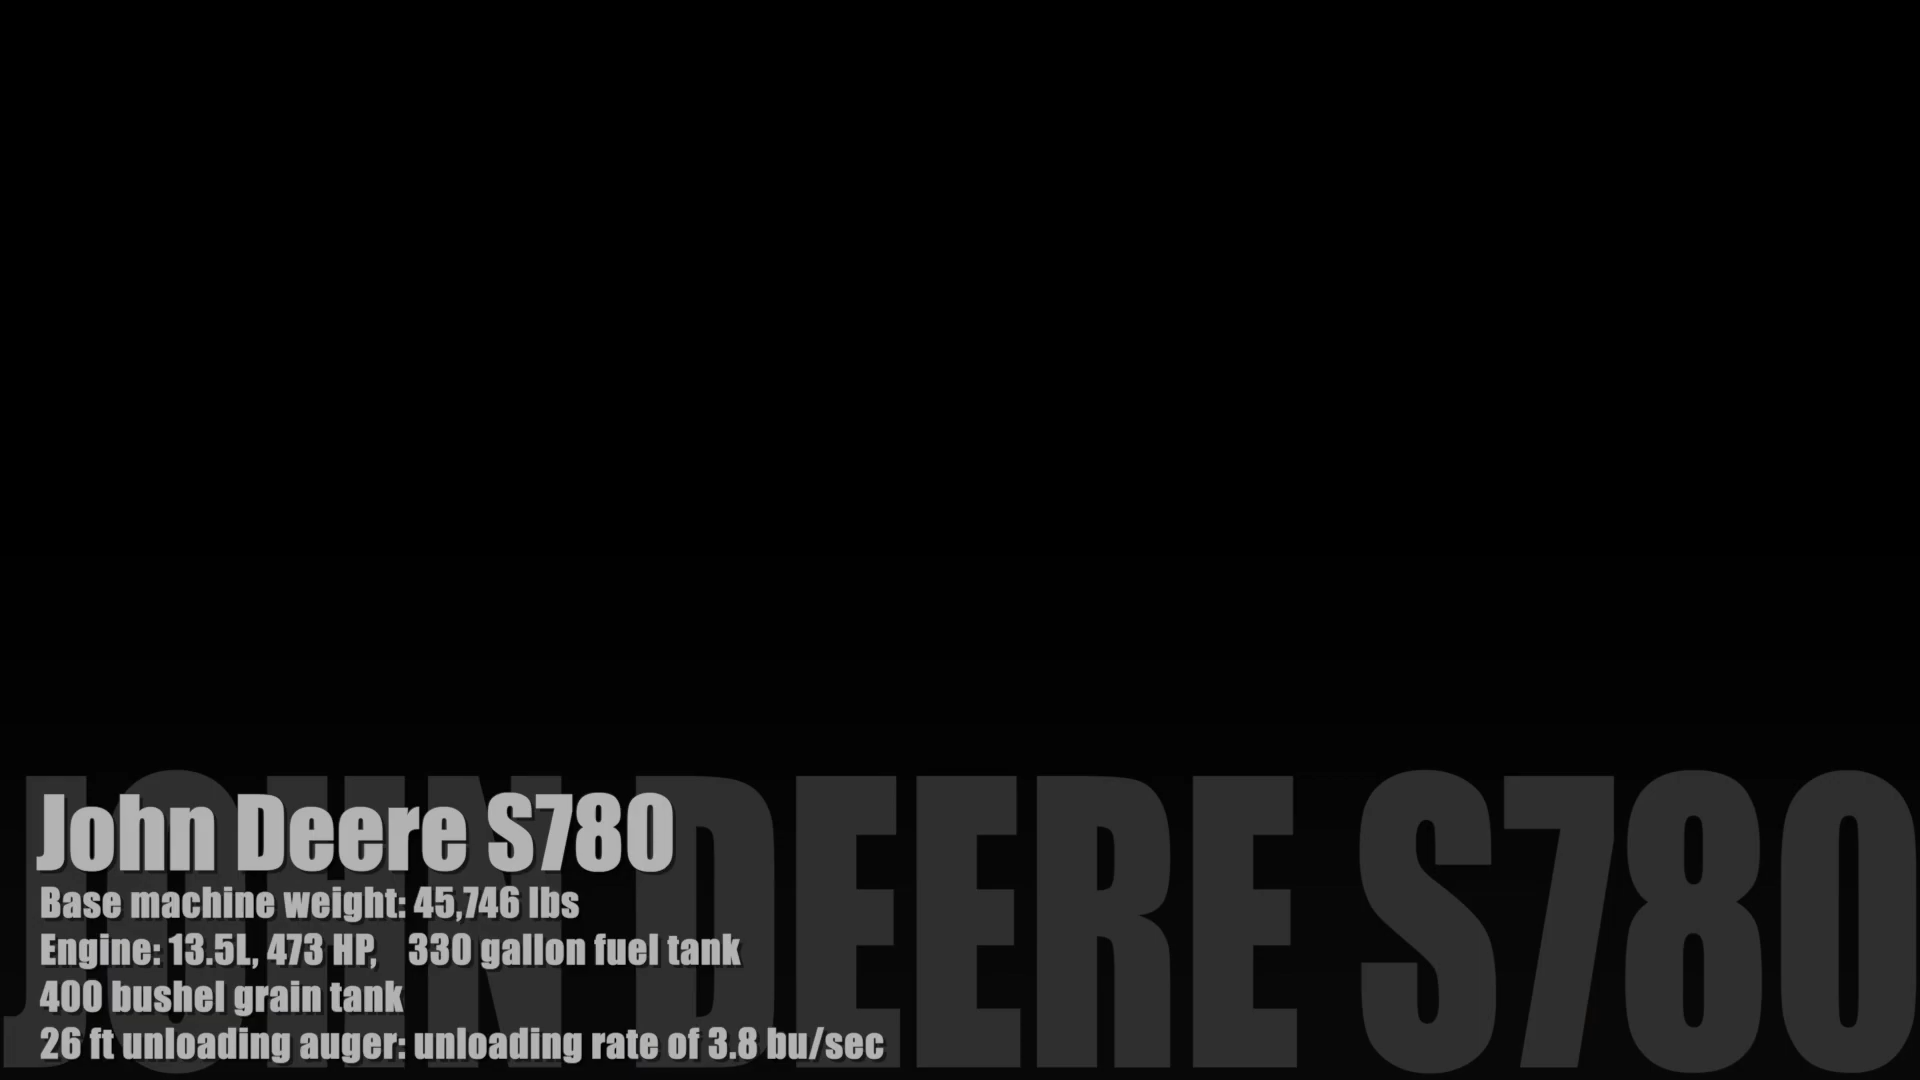 JOHN DEERE S780
John Deere S780
Base machine weight: 45,746 lbs
Engine: 13.5L, 473 HP, 330 gallon fuel tank
400 bushel grain tank
26 ft unloading auger: unloading rate of 3.8 bu/sec